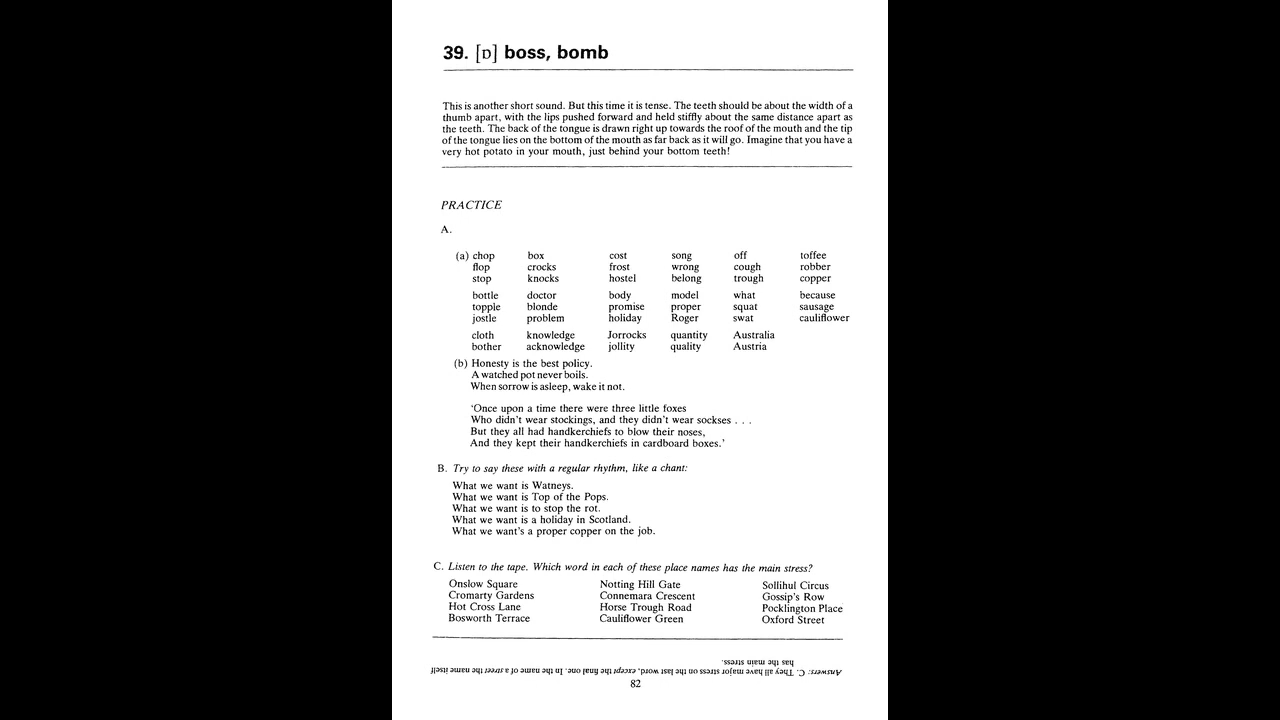 39. [ɒ] boss, bomb
This is another short sound. But this time it is tense. The teeth should be about the width of a
thumb apart, with the lips pushed forward and held stiffly about the same distance apart as
the teeth. The back of the tongue is drawn right up towards the roof of the mouth and the tip
of the tongue lies on the bottom of the mouth as far back as it will go. Imagine that you have a
very hot potato in your mouth, just behind your bottom teeth!
PRACTICE
A.
(a) chop box cost song off toffee
flop crocks frost wrong cough robber
stop knocks hostel belong trough copper
bottle doctor body model what because
topple blonde promise proper squat sausage
jostle problem holiday Roger swat cauliflower
cloth knowledge Jorrocks quantity Australia
bother acknowledge jollity quality Austria
(b) Honesty is the best policy.
A watched pot never boils.
When sorrow is asleep, wake it not.
'Once upon a time there were three little foxes
Who didn't wear stockings, and they didn't wear sockses . . .
But they all had handkerchiefs to blow their noses,
And they kept their handkerchiefs in cardboard boxes.'
B. Try to say these with a regular rhythm, like a chant:
What we want is Watneys.
What we want is Top of the Pops.
What we want is to stop the rot.
What we want is a holiday in Scotland.
What we want's a proper copper on the job.
C. Listen to the tape. Which word in each of these place names has the main stress?
Onslow Square Notting Hill Gate Sollihul Circus
Cromarty Gardens Connemara Crescent Gossip's Row
Hot Cross Lane Horse Trough Road Pocklington Place
Bosworth Terrace Cauliflower Green Oxford Street
Answers: C. They all have major stress on the last word, except the final one. In the name of a street the name itself
has the main stress.
82